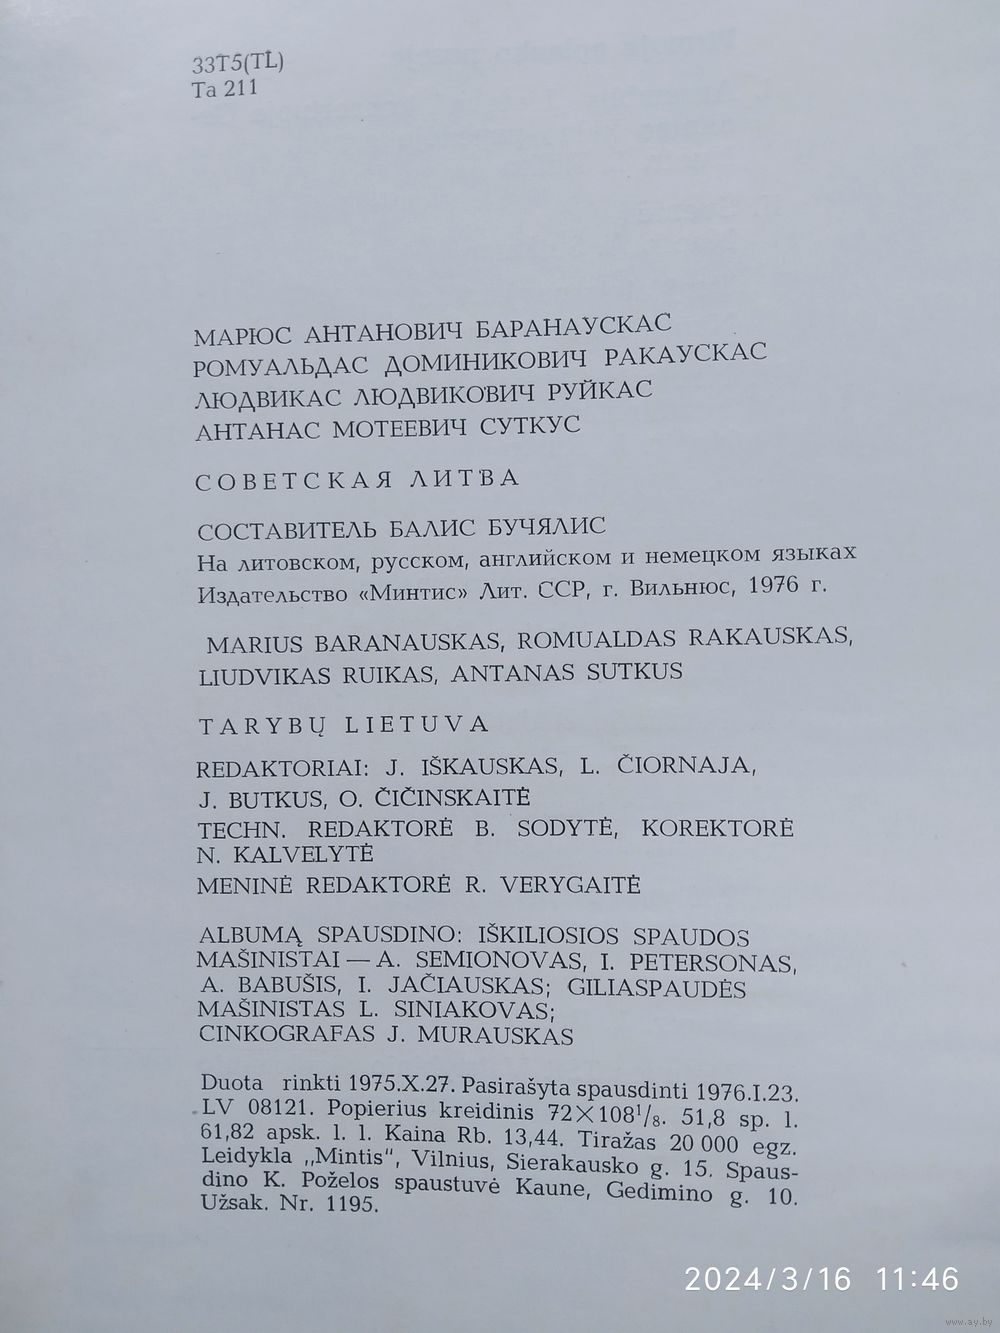 33T5(TL)
Ta 211
МАРЮС АНТАНОВИЧ БАРАНАУСКАС
РОМУАЛЬДАС ДОМИНИКОВИЧ РАКАУСКАС
ЛЮДВИКАС ЛЮДВИКОВИЧ РУЙКАС
АНТАНАС МОТЕЕВИЧ СУТКУС
СОВЕТСКАЯ ЛИТВА
СОСТАВИТЕЛЬ БАЛИС БУЧЯЛИС
На литовском, русском, английском и немецком языках
Издательство «Минтис» Лит. ССР, г. Вильнюс, 1976 г.
MARIUS BARANAUSKAS, ROMUALDAS RAKAUSKAS,
LIUDVIKAS RUIKAS, ANTANAS SUTKUS
TARYBŲ LIETUVA
REDAKTORIAI: J. IŠKAUSKAS, L. ČIORNAJA,
J. BUTKUS, O. ČIČINSKAITĖ
TECHN. REDAKTORĖ B. SODYTĖ, KOREKTORĖ
N. KALVELYTĖ
MENINĖ REDAKTORĖ R. VERYGAITĖ
ALBUMĄ SPAUSDINO: IŠKILIOSIOS SPAUDOS
MAŠINISTAI — A. SEMIONOVAS, I. PETERSONAS,
A. BABUŠIS, I. JAČIAUSKAS; GILIASPAUDĖS
MAŠINISTAS L. SINIAKOVAS;
CINKOGRAFAS J. MURAUSKAS
Duota rinkti 1975.X.27. Pasirašyta spausdinti 1976.I.23.
LV 08121. Popierius kreidinis 72×108¹/₈. 51,8 sp. l.
61,82 apsk. l. l. Kaina Rb. 13,44. Tiražas 20 000 egz.
Leidykla ,,Mintis", Vilnius, Sierakausko g. 15. Spaus-
dino K. Poželos spaustuvė Kaune, Gedimino g. 10.
Užsak. Nr. 1195.
2024/3/16 11:46
www.ay.by